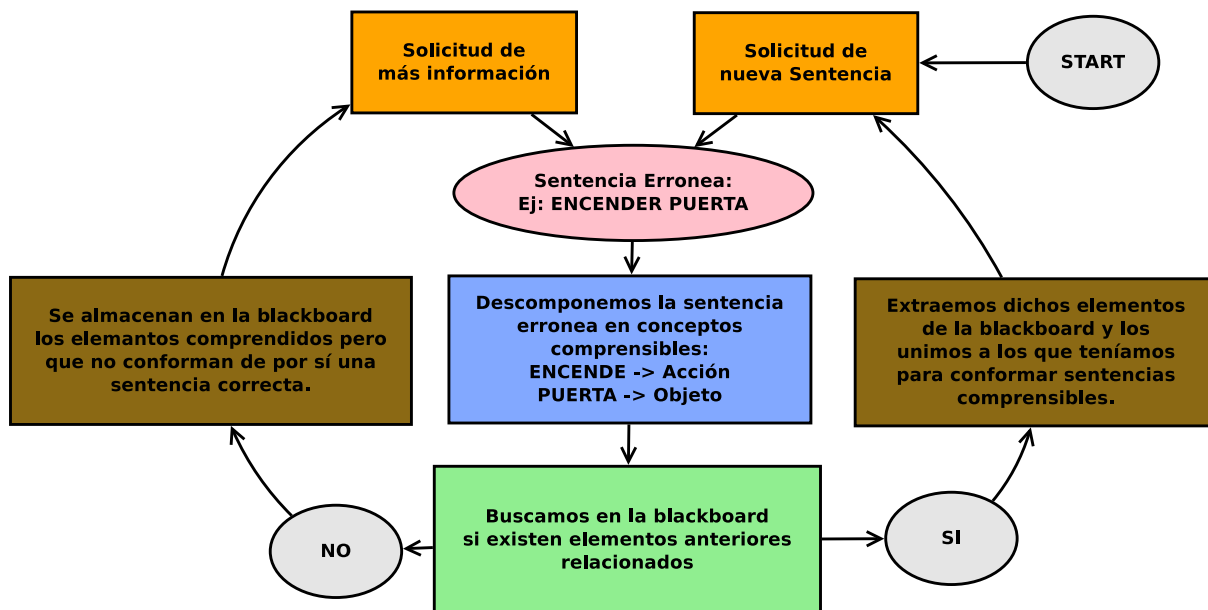 Solicitud de
más información
Solicitud de
nueva Sentencia
START
Sentencia Erronea:
Ej: ENCENDER PUERTA
Se almacenan en la blackboard
los elemantos comprendidos pero
que no conforman de por sí una
sentencia correcta.
Descomponemos la sentencia
erronea en conceptos
comprensibles:
ENCENDE -> Acción
PUERTA -> Objeto
Extraemos dichos elementos
de la blackboard y los
unimos a los que teníamos
para conformar sentencias
comprensibles.
NO
Buscamos en la blackboard
si existen elementos anteriores
relacionados
SI